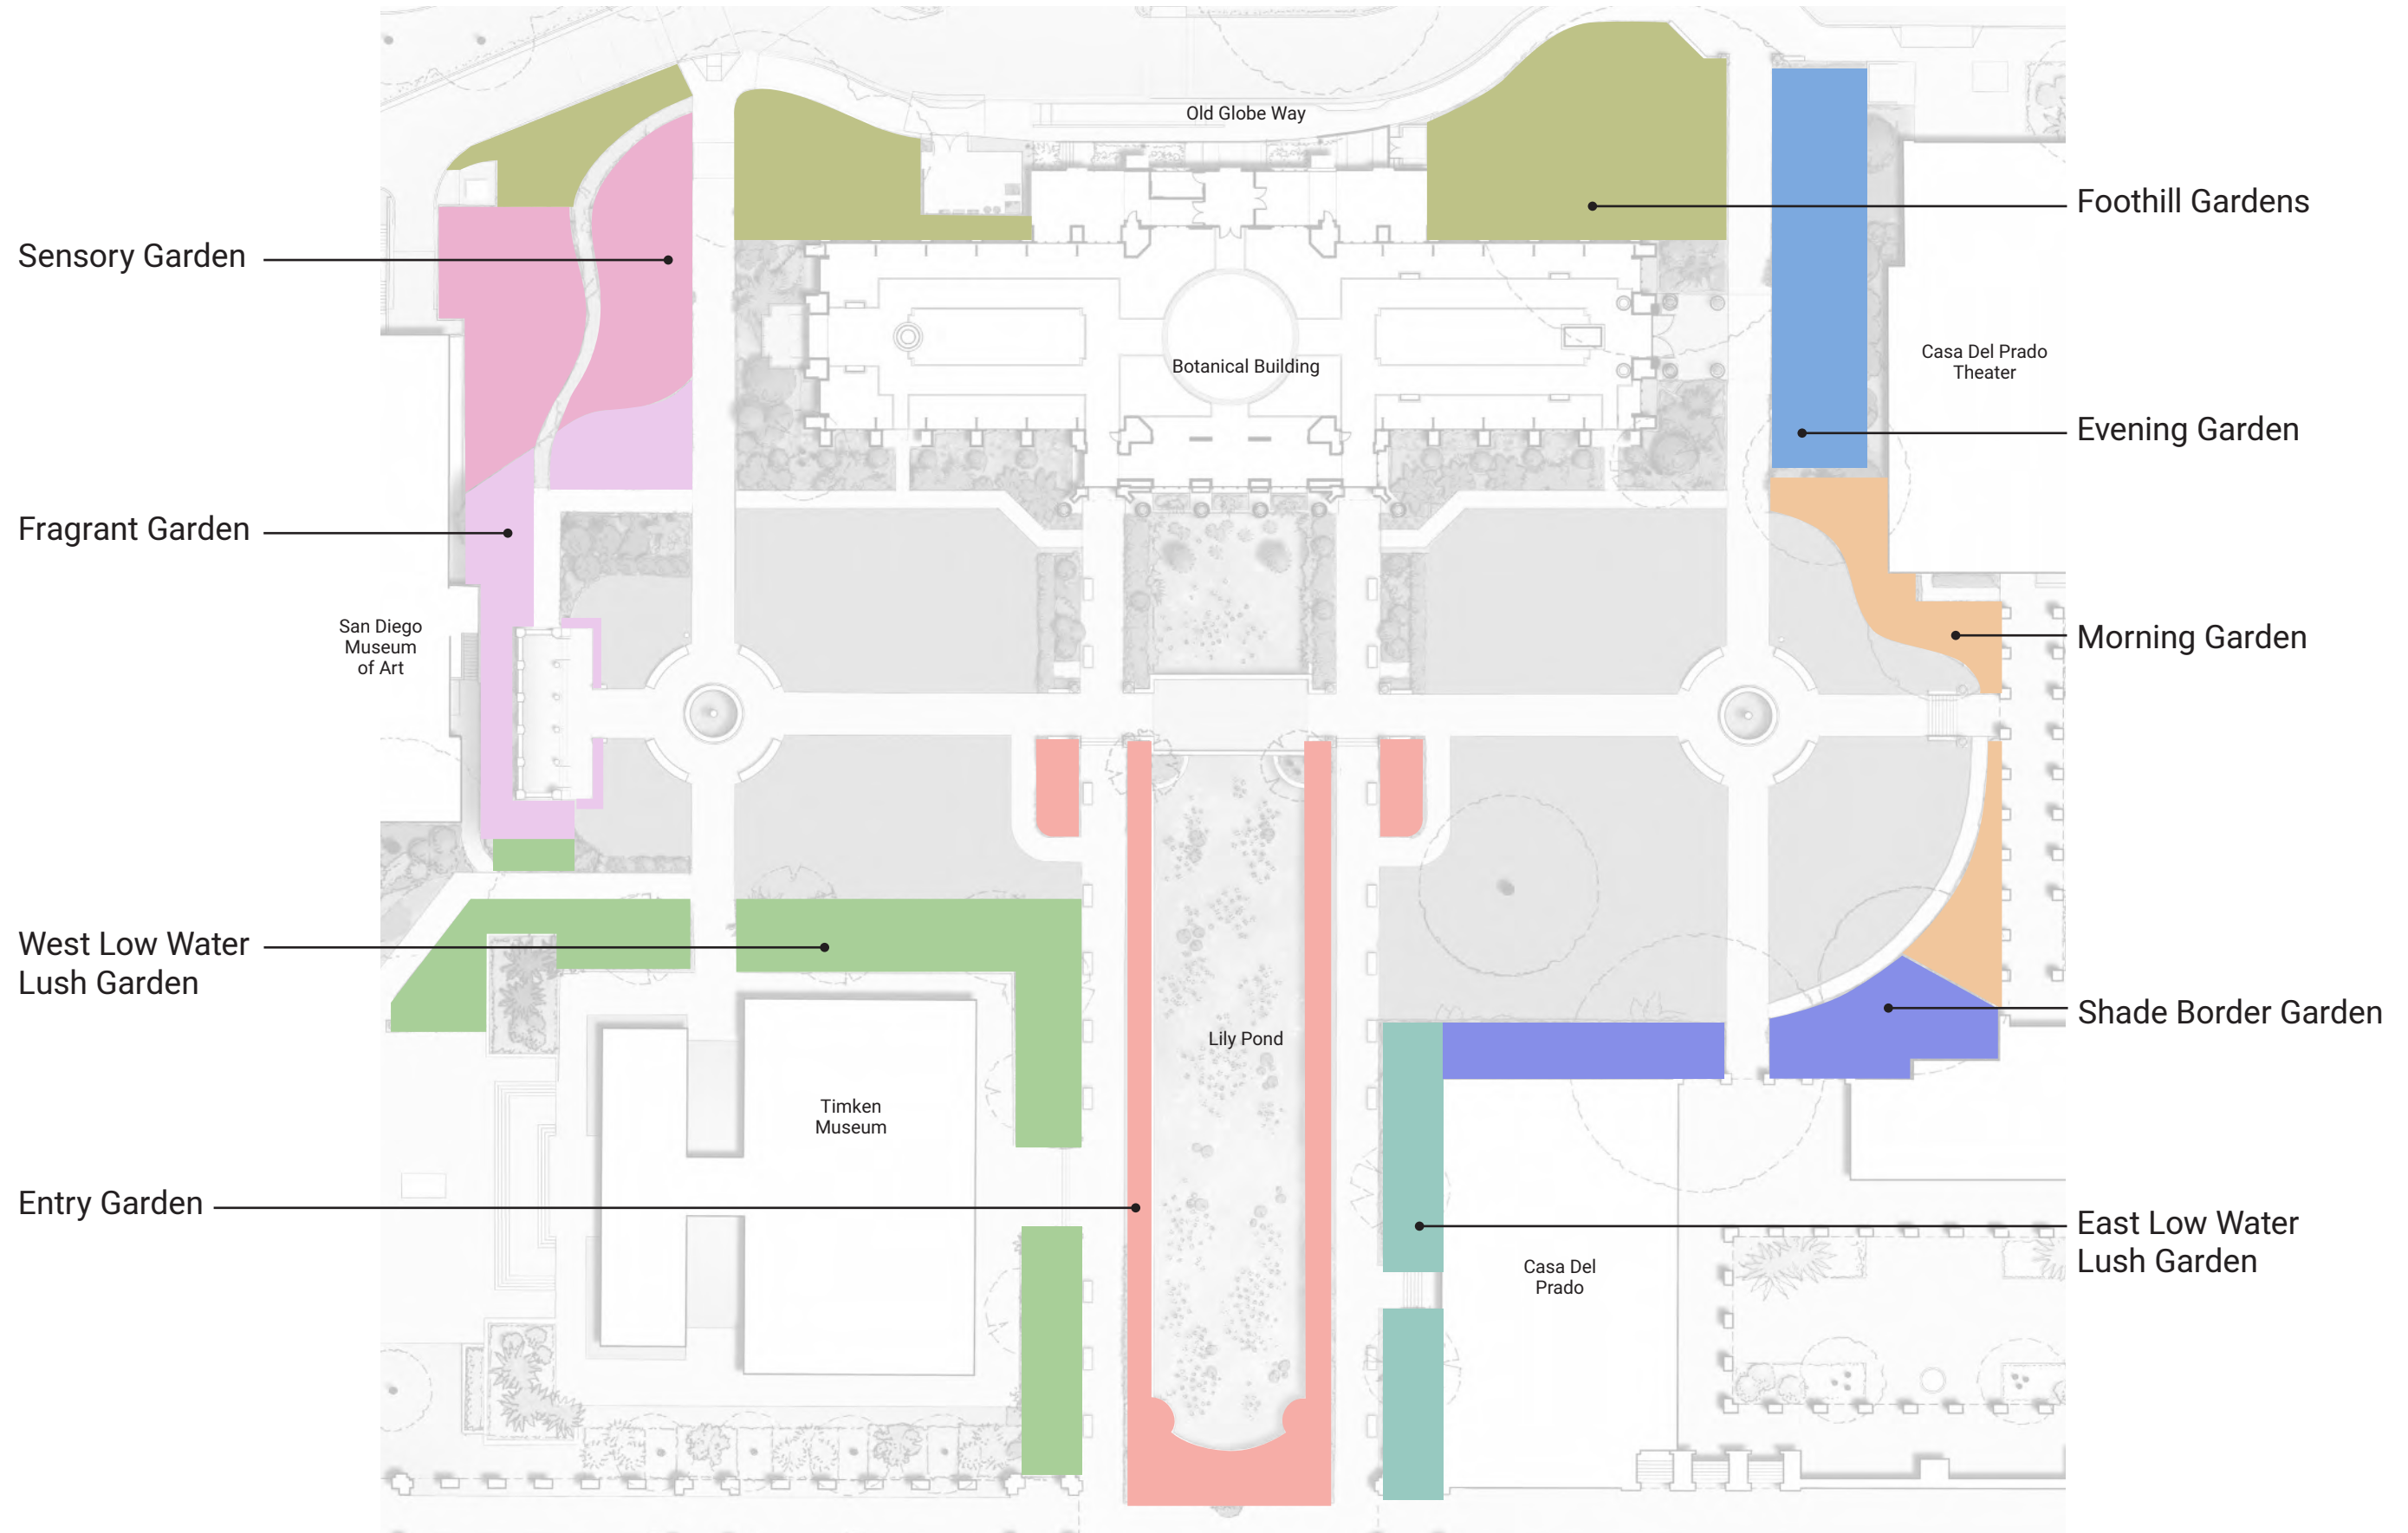 Old Globe Way
Foothill Gardens
Sensory Garden
Botanical Building
Casa Del Prado
Theater
Evening Garden
Fragrant Garden
San Diego
Museum
of Art
Morning Garden
West Low Water
Lush Garden
Shade Border Garden
Lily Pond
Timken
Museum
Entry Garden
East Low Water
Lush Garden
Casa Del
Prado